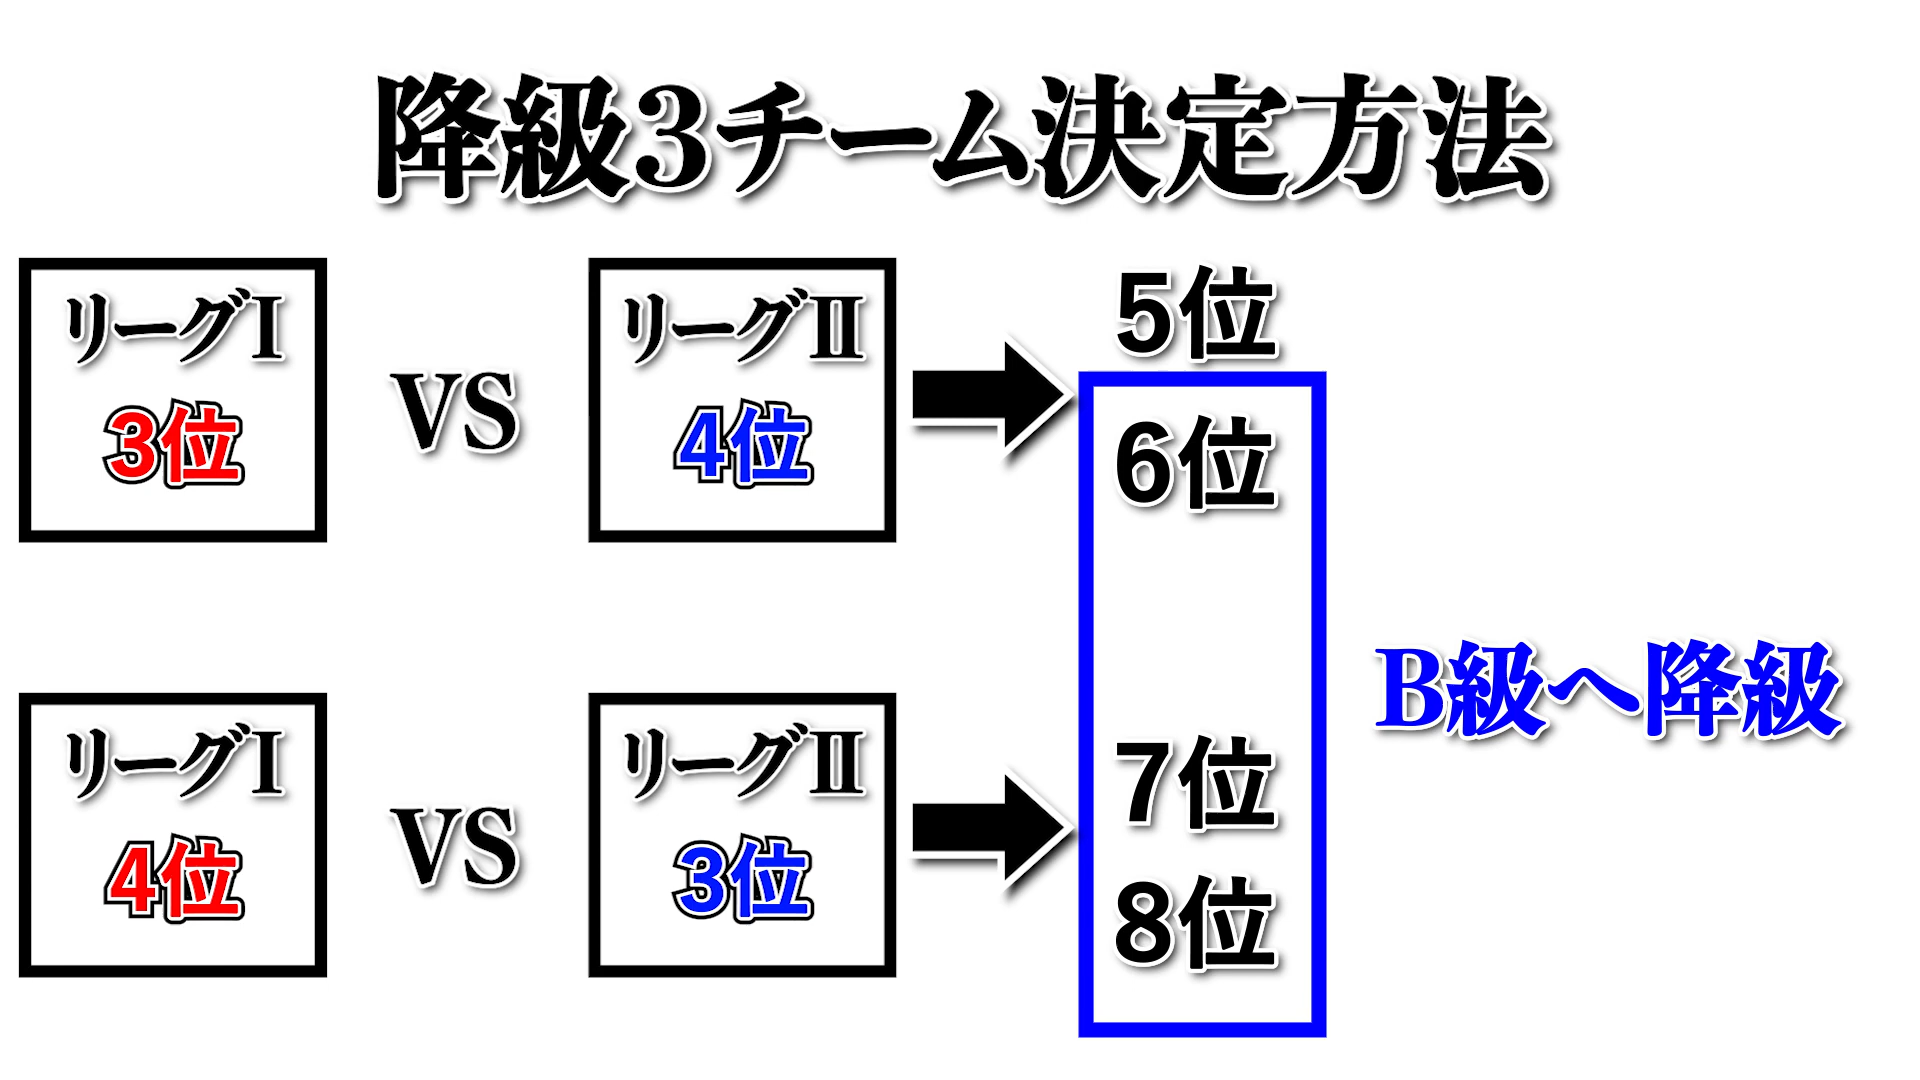 降級3チーム決定方法
リーグⅠ
3位
VS
リーグⅡ
4位
5位
6位
リーグⅠ
4位
VS
リーグⅡ
3位
7位
8位
B級へ降級